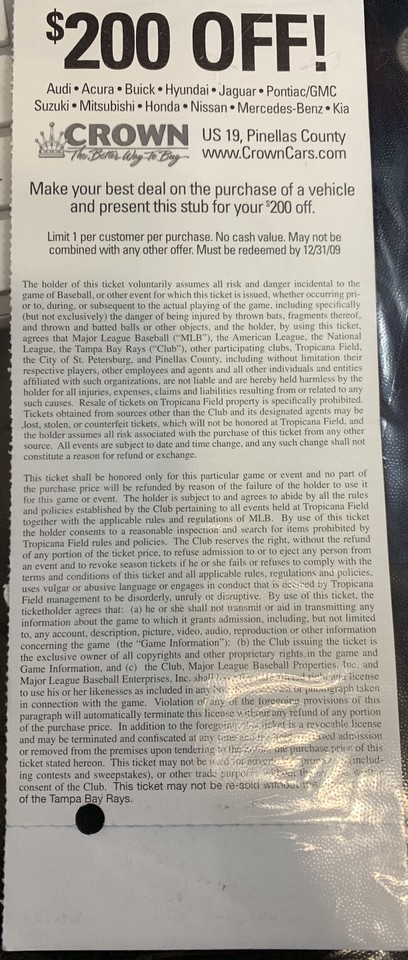 $200 OFF!
Audi • Acura • Buick • Hyundai • Jaguar • Pontiac/GMC
Suzuki • Mitsubishi • Honda • Nissan • Mercedes-Benz • Kia
CROWN
The Better Way To Buy
US 19, Pinellas County
www.CrownCars.com
Make your best deal on the purchase of a vehicle
and present this stub for your $200 off.
Limit 1 per customer per purchase. No cash value. May not be
combined with any other offer. Must be redeemed by 12/31/09
The holder of this ticket voluntarily assumes all risk and danger incidental to the
game of Baseball, or other event for which this ticket is issued, whether occurring pri-
or to, during, or subsequent to the actual playing of the game, including specifically
(but not exclusively) the danger of being injured by thrown bats, fragments thereof,
and thrown and batted balls or other objects, and the holder, by using this ticket,
agrees that Major League Baseball ("MLB"), the American League, the National
League, the Tampa Bay Rays ("Club"), other participating clubs, Tropicana Field,
the City of St. Petersburg, and Pinellas County, including without limitation their
respective players, other employees and agents and all other individuals and entities
affiliated with such organizations, are not liable and are hereby held harmless by the
holder for all injuries, expenses, claims and liabilities resulting from or related to any
such causes. Resale of tickets on Tropicana Field property is specifically prohibited.
Tickets obtained from sources other than the Club and its designated agents may be
lost, stolen, or counterfeit tickets, which will not be honored at Tropicana Field, and
the holder assumes all risk associated with the purchase of this ticket from any other
source. All events are subject to date and time change, and any such change shall not
constitute a reason for refund or exchange.
This ticket shall be honored only for this particular game or event and no part of
the purchase price will be refunded by reason of the failure of the holder to use it
for this game or event. The holder is subject to and agrees to abide by all the rules
and policies established by the Club pertaining to all events held at Tropicana Field
together with the applicable rules and regulations of MLB. By use of this ticket
the holder consents to a reasonable inspection and search for items prohibited by
Tropicana Field rules and policies. The Club reserves the right, without the refund
of any portion of the ticket price, to refuse admission to or to eject any person from
an event and to revoke season tickets if he or she fails or refuses to comply with the
terms and conditions of this ticket and all applicable rules, regulations and policies,
uses vulgar or abusive language or engages in conduct that is deemed by Tropicana
Field management to be disorderly, unruly or disruptive. By use of this ticket, the
ticketholder agrees that: (a) he or she shall not transmit or aid in transmitting any
information about the game to which it grants admission, including, but not limited
to, any account, description, picture, video, audio, reproduction or other information
concerning the game (the "Game Information"); (b) the Club issuing the ticket is
the exclusive owner of all copyrights and other proprietary rights in the game and
Game Information, and (c) the Club, Major League Baseball Properties, Inc. and
Major League Baseball Enterprises, Inc. shall right and license
to use his or her likenesses as included in any or photograph taken
in connection with the game. Violation of any of the foregoing provisions of this
paragraph will automatically terminate this license without any refund of any portion
of the purchase price. In addition to the foregoing, ticket is a revocable license
and may be terminated and confiscated at any time admission
or removed from the premises upon tendering to the the purchase price of this
ticket stated hereon. This ticket may not be used for (includ-
ing contests and sweepstakes), or other trade purposes
consent of the Club. This ticket may not be re-sold without
of the Tampa Bay Rays.